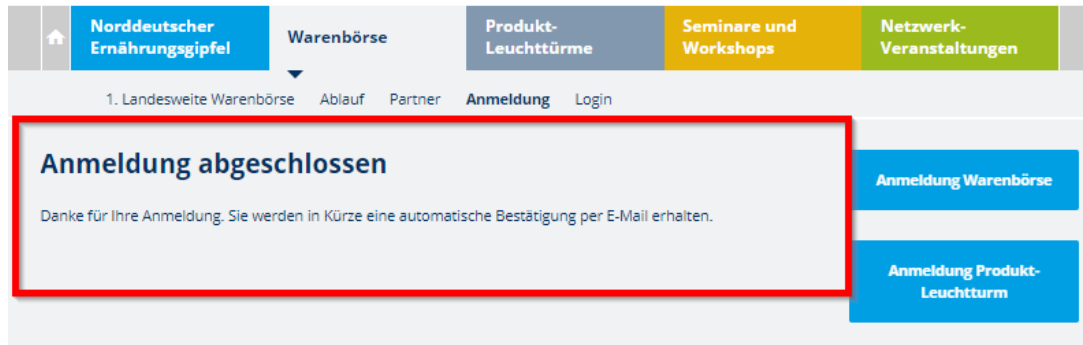 Norddeutscher
Ernährungsgipfel
Warenbörse
Produkt-
Leuchttürme
Seminare und
Workshops
Netzwerk-
Veranstaltungen
1. Landesweite Warenbörse Ablauf Partner Anmeldung Login
Anmeldung abgeschlossen
Danke für Ihre Anmeldung. Sie werden in Kürze eine automatische Bestätigung per E-Mail erhalten.
Anmeldung Warenbörse
Anmeldung Produkt-
Leuchtturm